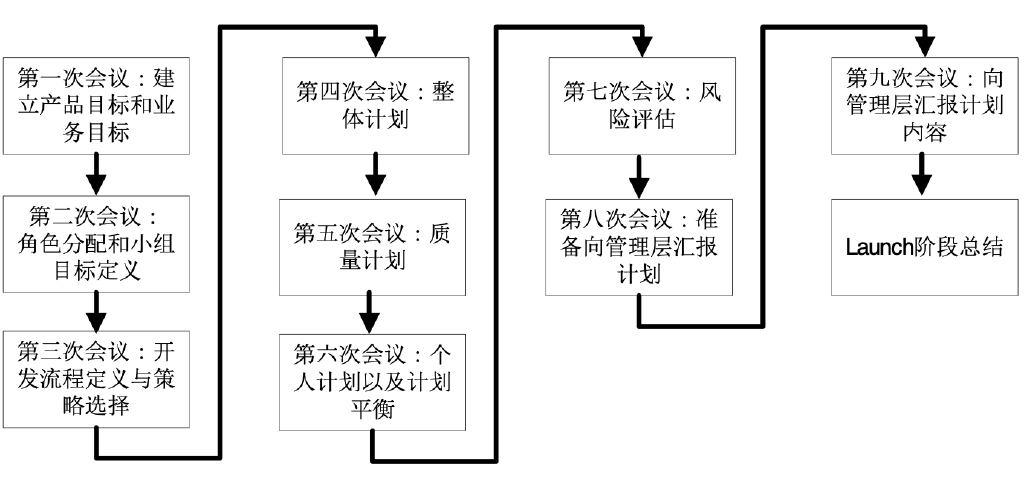 第一次会议：建
立产品目标和业
务目标
第二次会议：
角色分配和小组
目标定义
第三次会议：开
发流程定义与策
略选择
第四次会议：整
体计划
第五次会议：质
量计划
第六次会议：个
人计划以及计划
平衡
第七次会议：风
险评估
第八次会议：准
备向管理层汇报
计划
第九次会议：向
管理层汇报计划
内容
Launch阶段总结